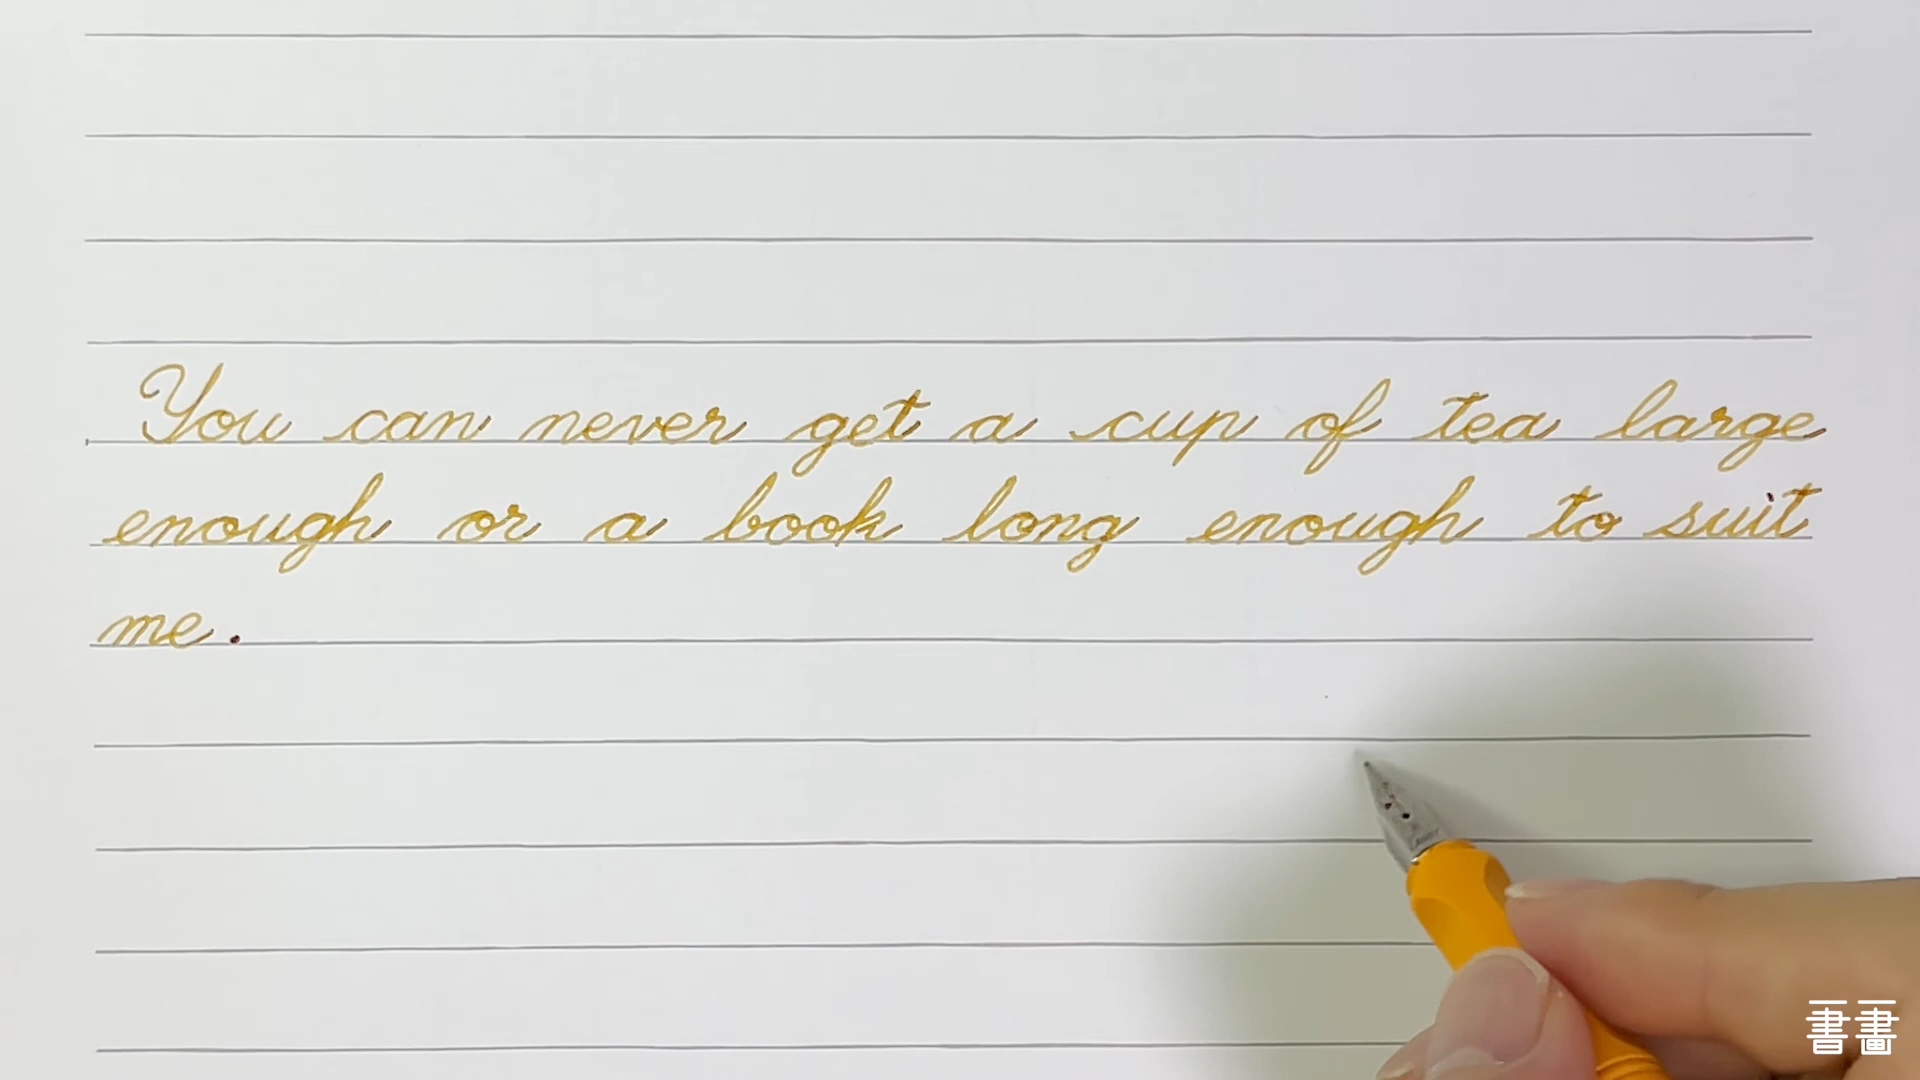 You can never get a cup of tea large
enough or a book long enough to suit
me.
書畫